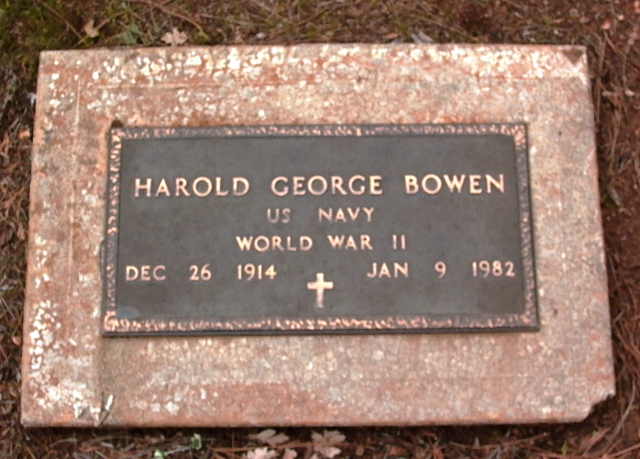 HAROLD GEORGE BOWEN
US NAVY
WORLD WAR II
DEC 26 1914 JAN 9 1982